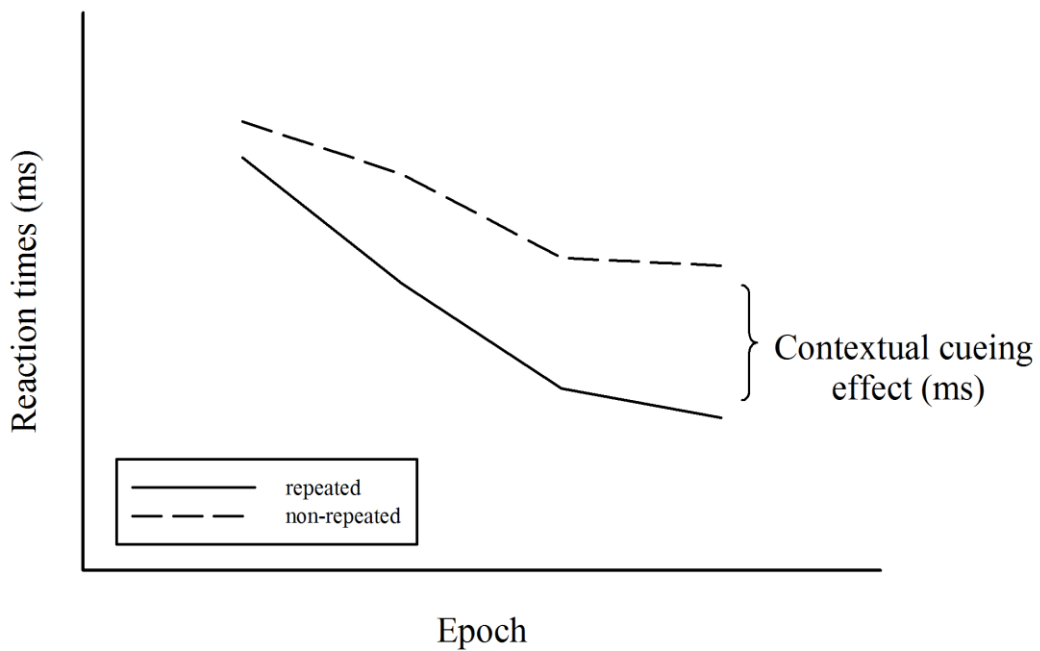 Reaction times (ms)
Contextual cueing
effect (ms)
repeated
non-repeated
Epoch